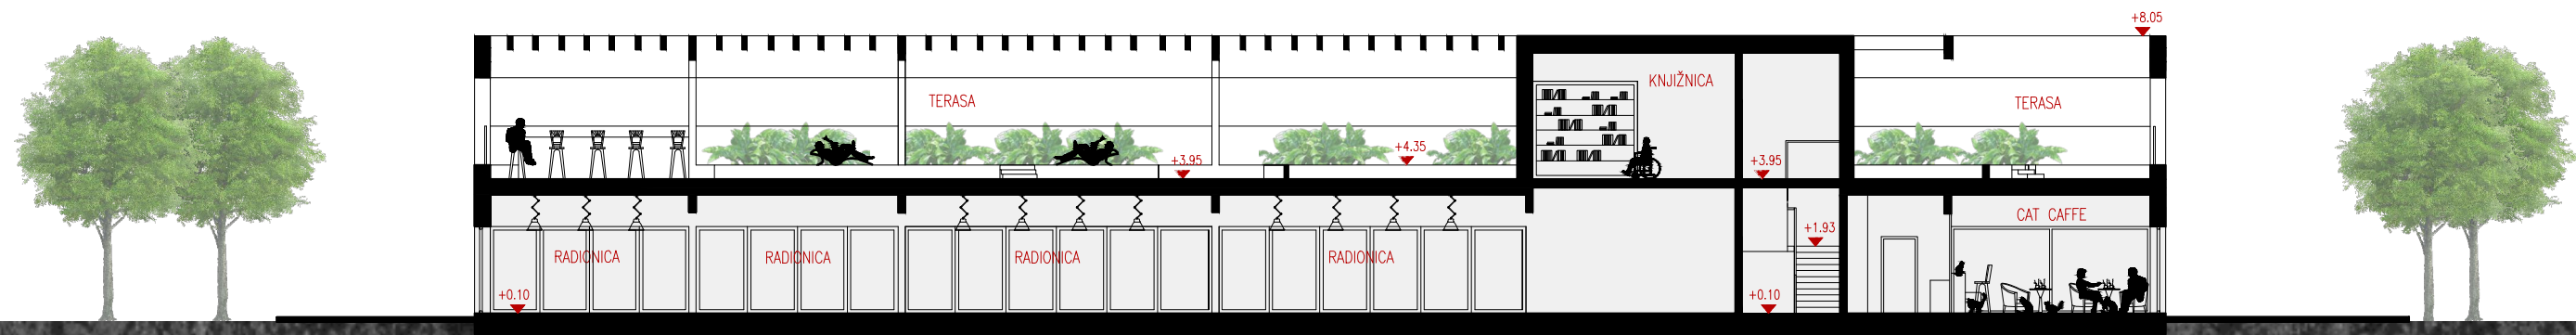 +8.05
KNJIŽNICA
TERASA
TERASA
+4.35
+3.95
+3.95
CAT CAFFE
+1.93
RADIONICA
RADIONICA
RADIONICA
RADIONICA
+0.10
+0.10